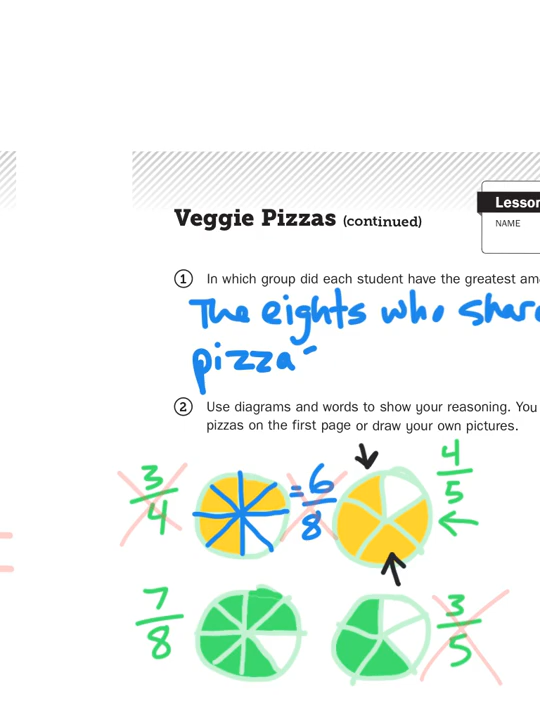 Veggie Pizzas (continued)
Lesson
NAME
1 In which group did each student have the greatest am
The eights who share
pizza
2 Use diagrams and words to show your reasoning. You
pizzas on the first page or draw your own pictures.
3/4 = 6/8 4/5
7/8 3/5